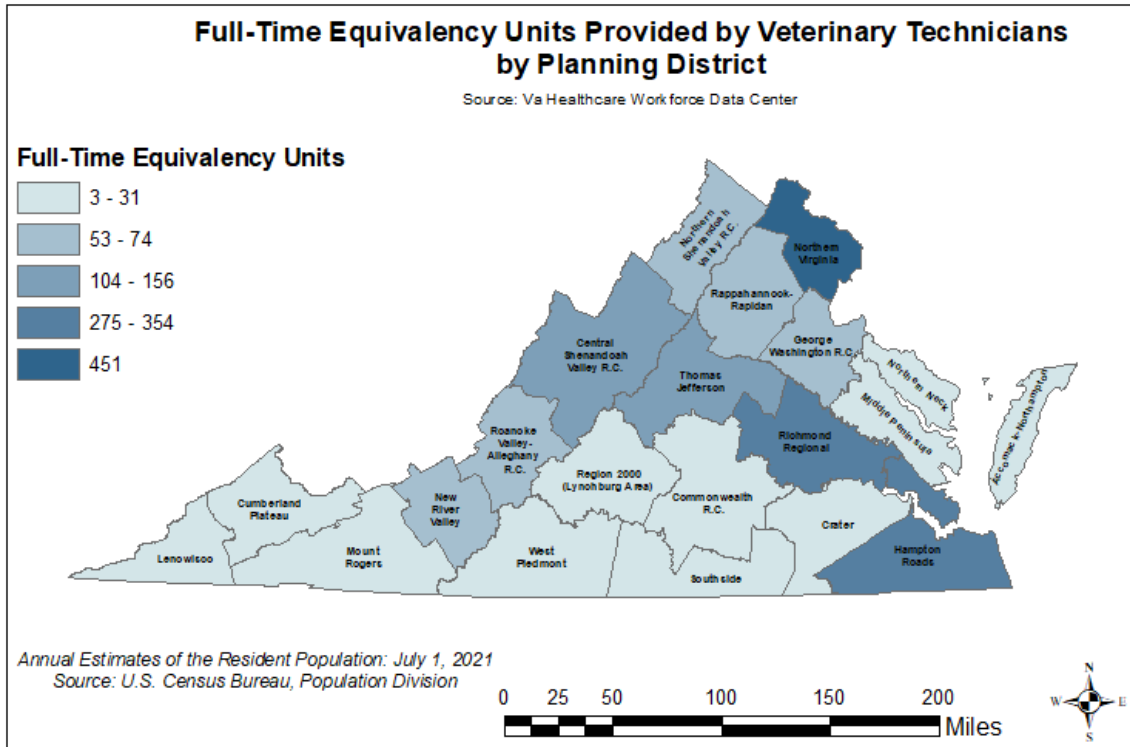 Full-Time Equivalency Units Provided by Veterinary Technicians
by Planning District
Source: Va Healthcare Workforce Data Center
Full-Time Equivalency Units
3 - 31
53 - 74
104 - 156
275 - 354
451
Northern
Shenandoah
Valley R.C.
Northern
Virginia
Rappahannock-
Rapidan
Central
Shenandoah
Valley R.C.
George
Washington R.C.
Thomas
Jefferson
Northern Neck
Middle Peninsula
Accomack-Northampton
Roanoke
Valley-
Alleghany
R.C.
Richmond
Regional
Region 2000
(Lynchburg Area)
Commonwealth
R.C.
New
River
Valley
Cumberland
Plateau
Crater
Lenowisco
Mount
Rogers
West
Piedmont
Southside
Hampton
Roads
Annual Estimates of the Resident Population: July 1, 2021
Source: U.S. Census Bureau, Population Division
0 25 50 100 150 200
Miles
N
W E
S